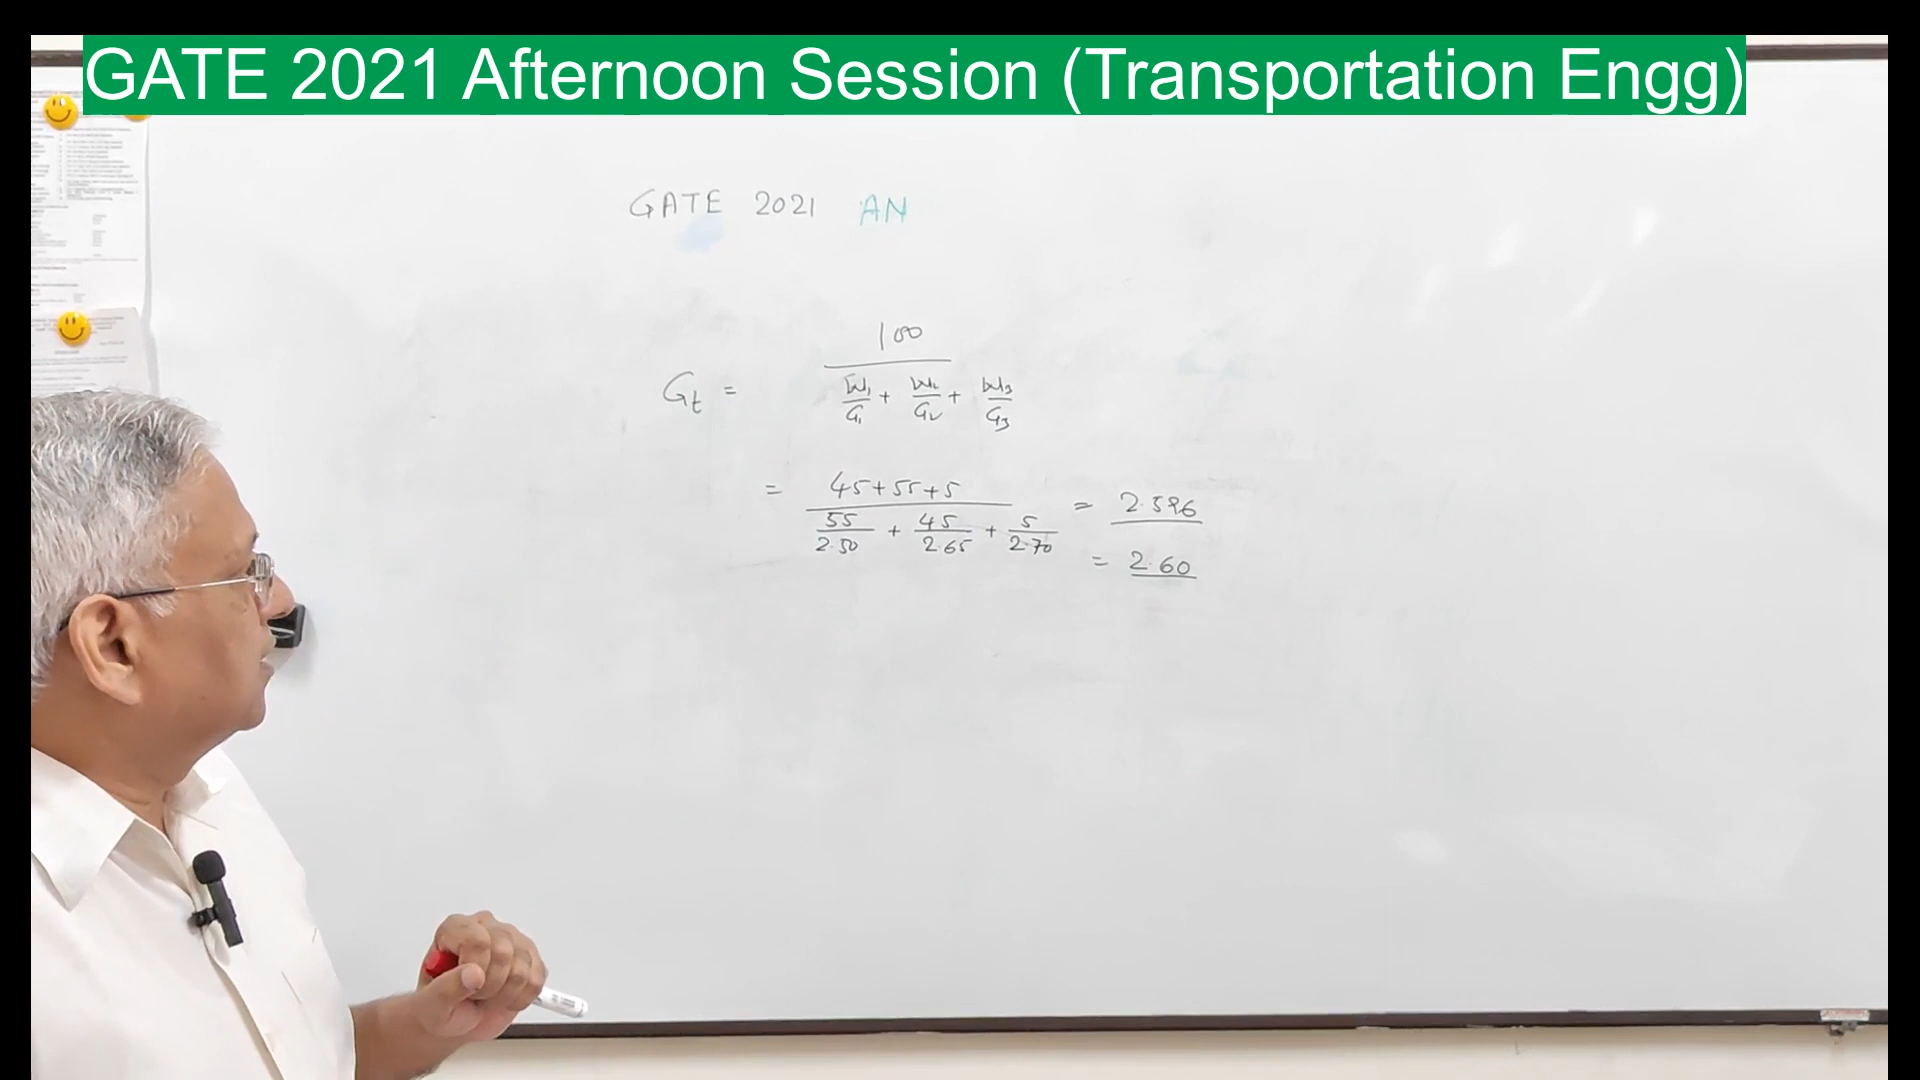 GATE 2021 Afternoon Session (Transportation Engg)
GATE 2021 AN
100
Gt =
W1/G1 + W2/G2 + W3/G3
= 45+55+5 = 2.596
55/2.50 + 45/2.65 + 5/2.70
= 2.60